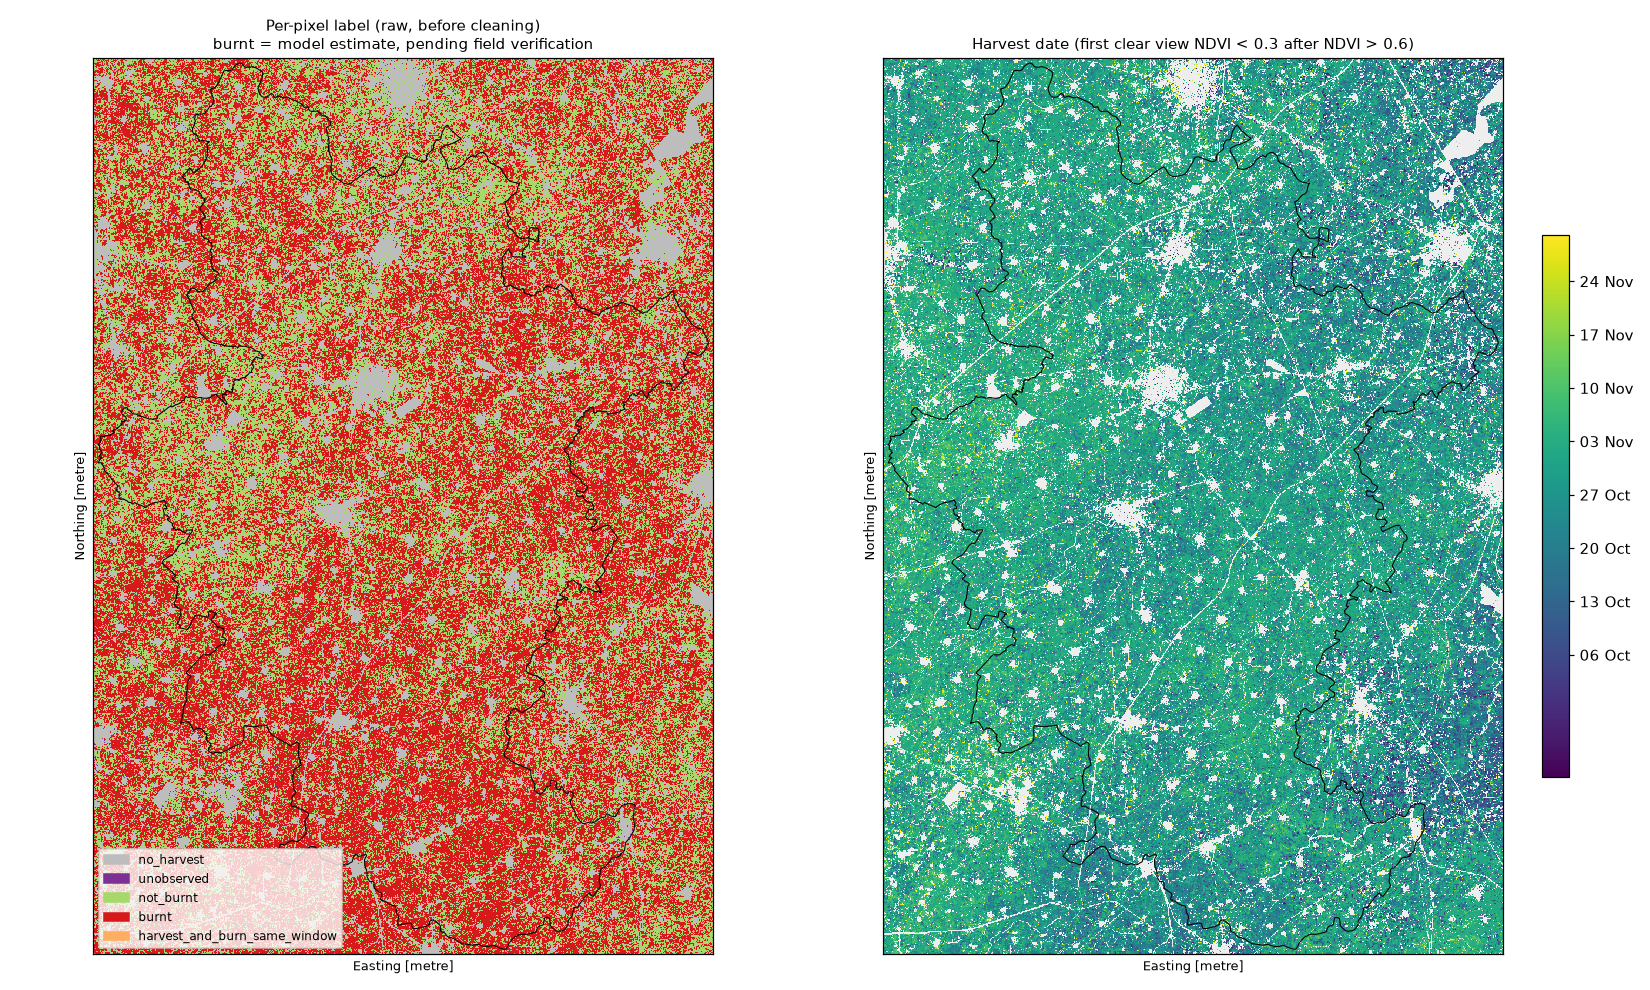 Per-pixel label (raw, before cleaning)
burnt = model estimate, pending field verification
Northing [metre]
no_harvest
unobserved
not_burnt
burnt
harvest_and_burn_same_window
Easting [metre]
Harvest date (first clear view NDVI < 0.3 after NDVI > 0.6)
Northing [metre]
Easting [metre]
24 Nov
17 Nov
10 Nov
03 Nov
27 Oct
20 Oct
13 Oct
06 Oct